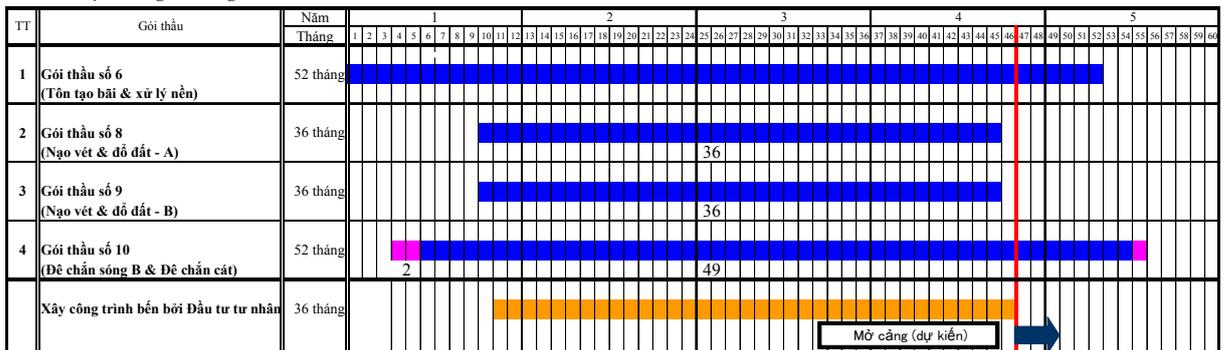 TT Gói thầu Năm 1 2 3 4 5
Tháng 1 2 3 4 5 6 7 8 9 10 11 12 13 14 15 16 17 18 19 20 21 22 23 24 25 26 27 28 29 30 31 32 33 34 35 36 37 38 39 40 41 42 43 44 45 46 47 48 49 50 51 52 53 54 55 56 57 58 59 60
1 Gói thầu số 6 52 tháng
(Tôn tạo bãi & xử lý nền)
2 Gói thầu số 8 36 tháng
(Nạo vét & đổ đất - A) 36
3 Gói thầu số 9 36 tháng
(Nạo vét & đổ đất - B) 36
4 Gói thầu số 10 52 tháng
(Đê chắn sóng B & Đê chắn cát) 2 49
Xây công trình bến bởi Đầu tư tư nhân 36 tháng
Mở cảng (dự kiến)